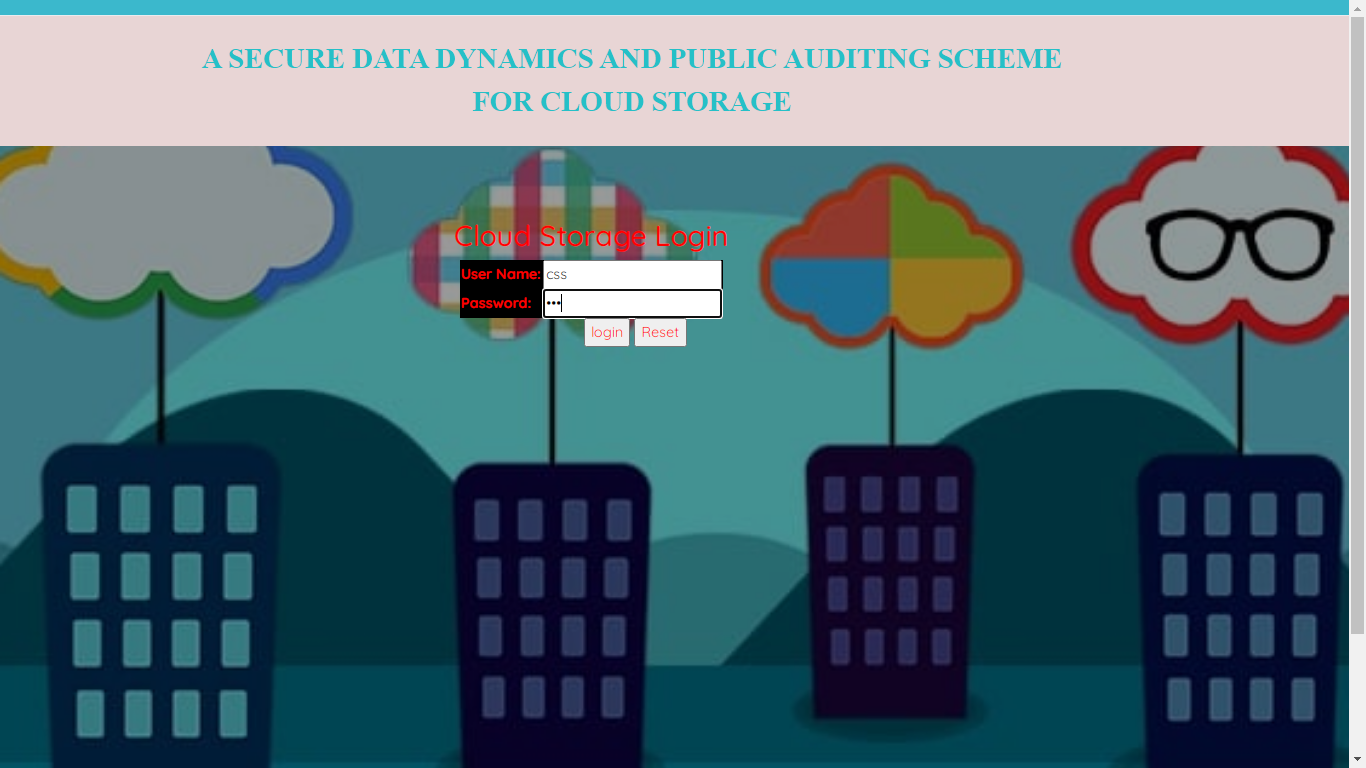 A SECURE DATA DYNAMICS AND PUBLIC AUDITING SCHEME
FOR CLOUD STORAGE
Cloud Storage Login
User Name: css
Password: •••
login Reset